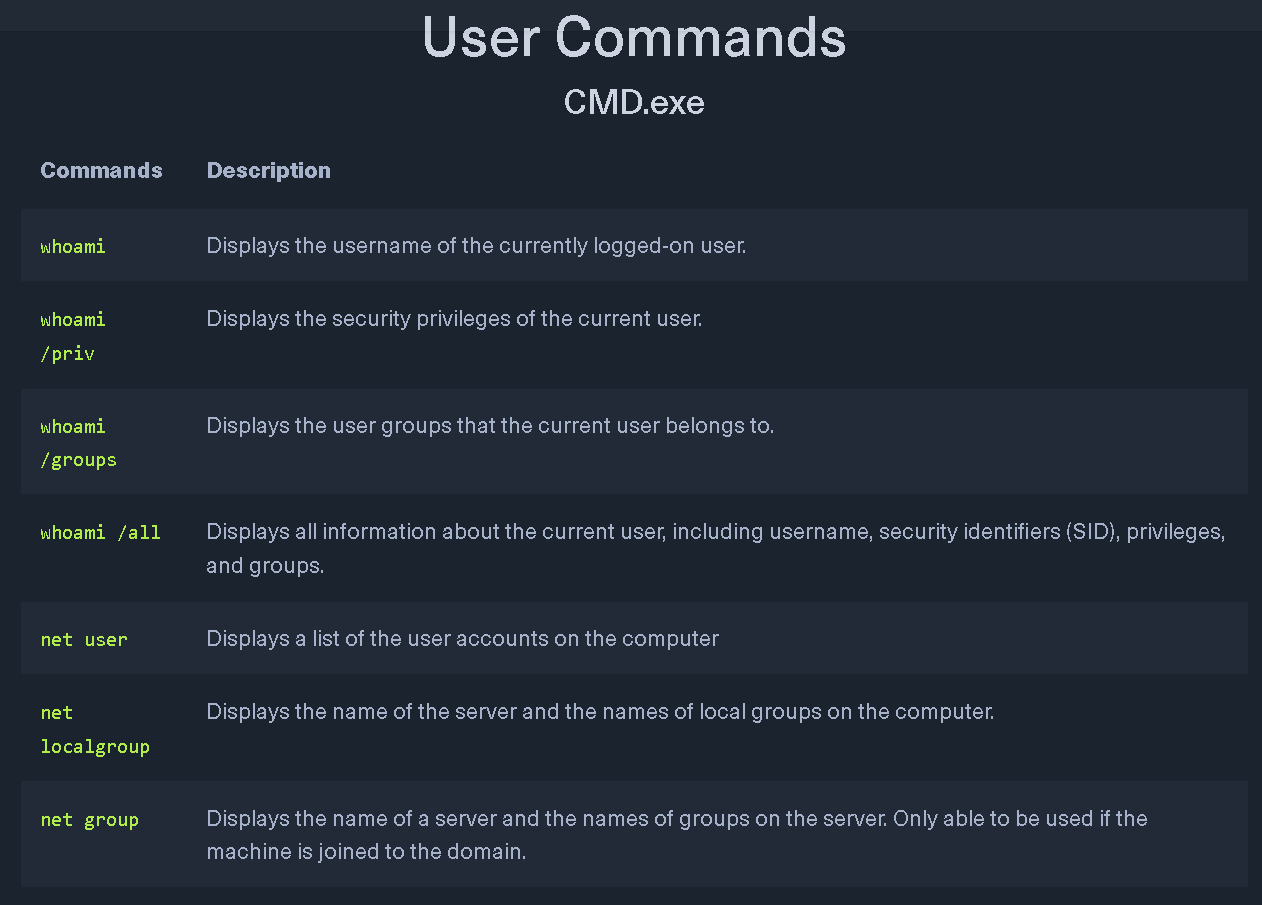 User Commands
CMD.exe
Commands Description
whoami Displays the username of the currently logged-on user.
whoami Displays the security privileges of the current user.
/priv
whoami Displays the user groups that the current user belongs to.
/groups
whoami /all Displays all information about the current user, including username, security identifiers (SID), privileges,
and groups.
net user Displays a list of the user accounts on the computer
net Displays the name of the server and the names of local groups on the computer.
localgroup
net group Displays the name of a server and the names of groups on the server. Only able to be used if the
machine is joined to the domain.